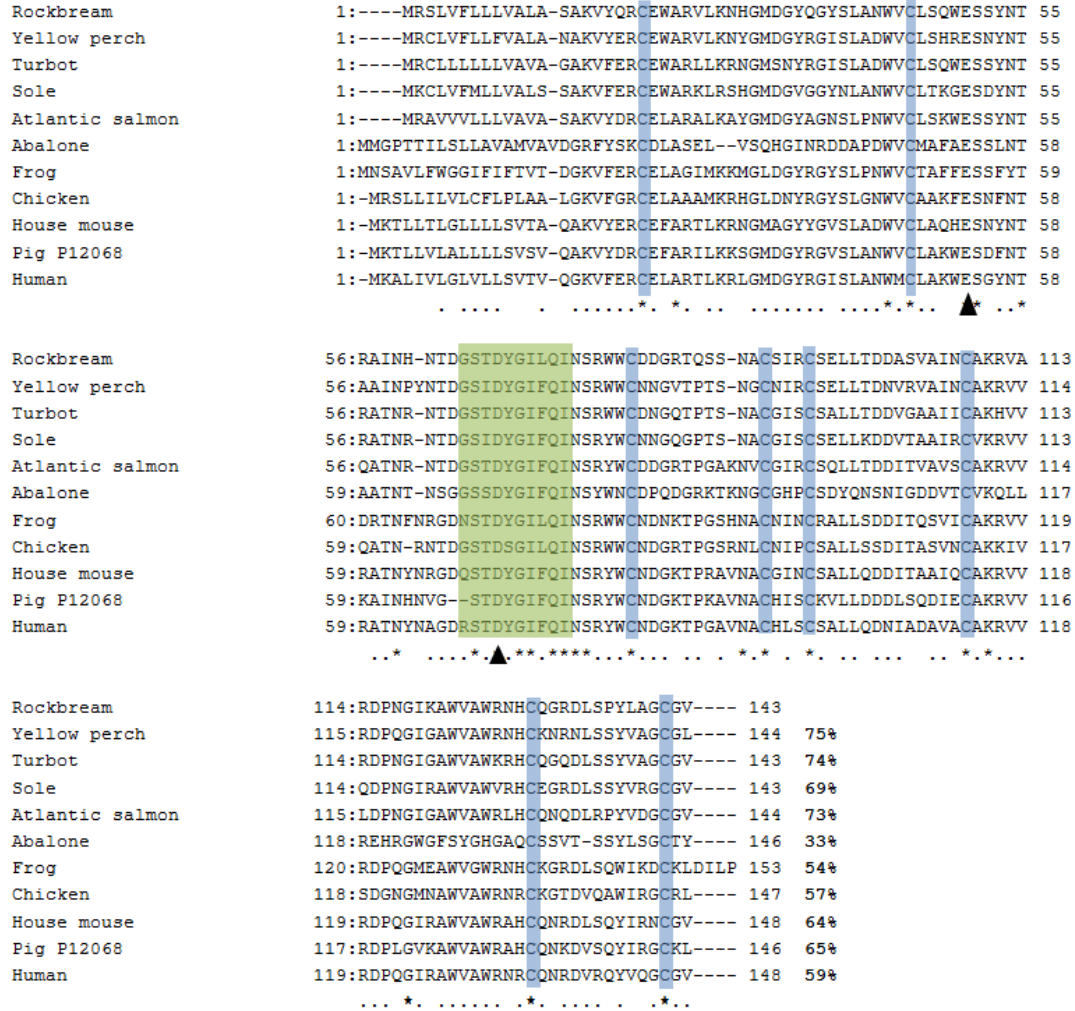 Rockbream 1:----MRSLVFLLLVALA-SAKVYQRCEWARVLKNHGMDGYQGYSLANWVCLSQWESSYNT 55
Yellow perch 1:----MRCLVFLLFVALA-NAKVYERCEWARVLKNYGMDGYRGISLADWVCLSHRESNYNT 55
Turbot 1:----MRCLLLLLLVAVA-GAKVFERCEWARLLKRNGMSNYRGISLADWVCLSQWESSYNT 55
Sole 1:----MKCLVFMLLVALS-SAKVFERCEWARKLRSHGMDGVGGYNLANWVCLTKGESDYNT 55
Atlantic salmon 1:----MRAVVVLLLVAVA-SAKVYDRCELARALKAYGMDGYAGNSLPNWVCLSKWESSYNT 55
Abalone 1:MMGPTTILSLLAVAMVAVDGRFYSKCDLASEL--VSQHGINRDDAPDWVCMAFAESSLNT 58
Frog 1:MNSAVLFWGGIFIFTVT-DGKVFERCELAGIMKKMGLDGYRGYSLPNWVCTAFFESSFYT 59
Chicken 1:-MRSLLILVLCFLPLAA-LGKVFGRCELAAAMKRHGLDNYRGYSLGNWVCAAKFESNFNT 58
House mouse 1:-MKTLLTLGLLLLSVTA-QAKVYERCEFARTLKRNGMAGYYGVSLADWVCLAQHESNYNT 58
Pig P12068 1:-MKTLLVLALLLLSVSV-QAKVYDRCEFARILKKSGMDGYRGVSLANWVCLAKWESDFNT 58
Human 1:-MKALIVLGLVLLSVTV-QGKVFERCELARTLKRLGMDGYRGISLANWMCLAKWESGYNT 58
. .... . ......*. *. .. ....... ....*.*.. .* ..*
Rockbream 56:RAINH-NTDGSTDYGILQINSRWWCDDGRTQSS-NACSIRCSELLTDDASVAINCAKRVA 113
Yellow perch 56:AAINPYNTDGSIDYGIFQINSRWWCNNGVTPTS-NGCNIRCSELLTDNVRVAINCAKRVV 114
Turbot 56:RATNR-NTDGSTDYGIFQINSRWWCDNGQTPTS-NACGISCSALLTDDVGAAIICAKHVV 113
Sole 56:RATNR-NTDGSIDYGIFQINSRYWCNNGQGPTS-NACGISCSELLKDDVTAAIRCVKRVV 113
Atlantic salmon 56:QATNR-NTDGSTDYGIFQINSRYWCDDGRTPGAKNVCGIRCSQLLTDDITVAVSCAKRVV 114
Abalone 59:AATNT-NSGGSSDYGIFQINSYWNCDPQDGRKTKNGCGHPCSDYQNSNIGDDVTCVKQLL 117
Frog 60:DRTNFNRGDNSTDYGILQINSRWWCNDNKTPGSHNACNINCRALLSDDITQSVICAKRVV 119
Chicken 59:QATN-RNTDGSTDSGILQINSRWWCNDGRTPGSRNLCNIPCSALLSSDITASVNCAKKIV 117
House mouse 59:RATNYNRGDQSTDYGIFQINSRYWCNDGKTPRAVNACGINCSALLQDDITAAIQCAKRVV 118
Pig P12068 59:KAINHNVG--STDYGIFQINSRYWCNDGKTPKAVNACHISCKVLLDDDLSQDIECAKRVV 116
Human 59:RATNYNAGDRSTDYGIFQINSRYWCNDGKTPGAVNACHLSCSALLQDNIADAVACAKRVV 118
..* ....*. .**.****... *... .. . *.*. .*. .. ... .. *.*...
Rockbream 114:RDPNGIKAWVAWRNHCQGRDLSPYLAGCGV---- 143
Yellow perch 115:RDPQGIGAWVAWRNHCKNRNLSSYVAGCGL---- 144 75%
Turbot 114:RDPNGIGAWVAWKRHCQGQDLSSYVAGCGV---- 143 74%
Sole 114:QDPNGIRAWVAWVRHCEGRDLSSYVRGCGV---- 143 69%
Atlantic salmon 115:LDPNGIGAWVAWRLHCQNQDLRPYVDGCGV---- 144 73%
Abalone 118:REHRGWGFSYGHGAQCSSVT-SSYLSGCTY---- 146 33%
Frog 120:RDPQGMEAWVGWRNHCKGRDLSQWIKDCKLDILP 153 54%
Chicken 118:SDGNGMNAWVAWRNRCKGTDVQAWIRGCRL---- 147 57%
House mouse 119:RDPQGIRAWVAWRAHCQNRDLSQYIRNCGV---- 148 64%
Pig P12068 117:RDPLGVKAWVAWRAHCQNKDVSQYIRGCKL---- 146 65%
Human 119:RDPQGIRAWVAWRNRCQNRDVRQYVQGCGV---- 148 59%
... *. ...... .*. .... . .*..